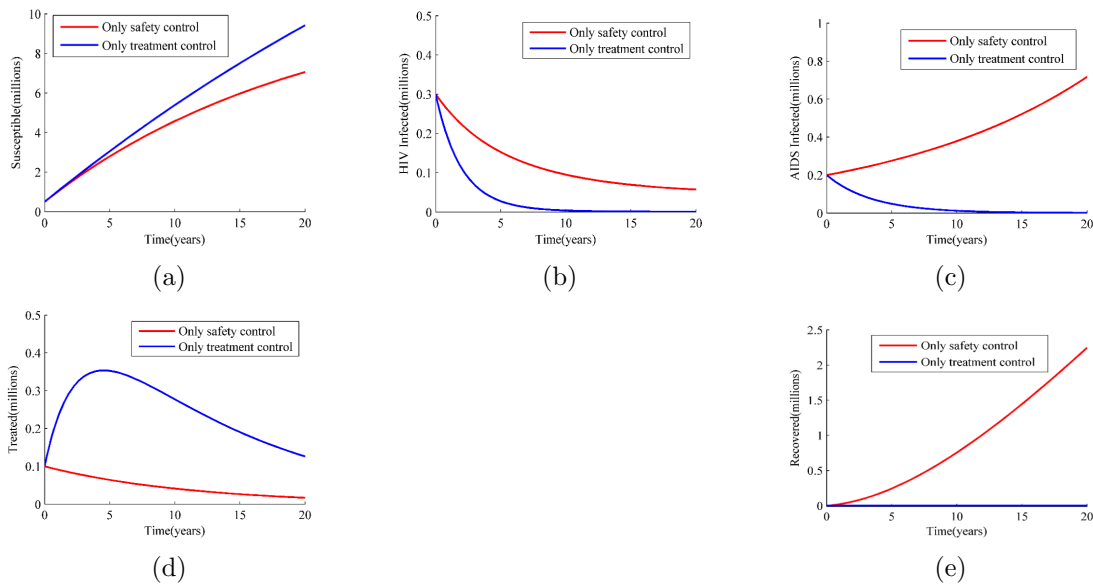 10
8
6
4
2
0
Susceptible(millions)
Only safety control
Only treatment control
0 5 10 15 20
Time(years)
(a)
0.5
0.4
0.3
0.2
0.1
0
HIV Infected(millions)
Only safety control
Only treatment control
0 5 10 15 20
Time(years)
(b)
1
0.8
0.6
0.4
0.2
0
AIDS Infected(millions)
Only safety control
Only treatment control
0 5 10 15 20
Time(years)
(c)
0.5
0.4
0.3
0.2
0.1
0
Treated(millions)
Only safety control
Only treatment control
0 5 10 15 20
Time(years)
(d)
2.5
2
1.5
1
0.5
0
Recovered(millions)
Only safety control
Only treatment control
0 5 10 15 20
Time(years)
(e)